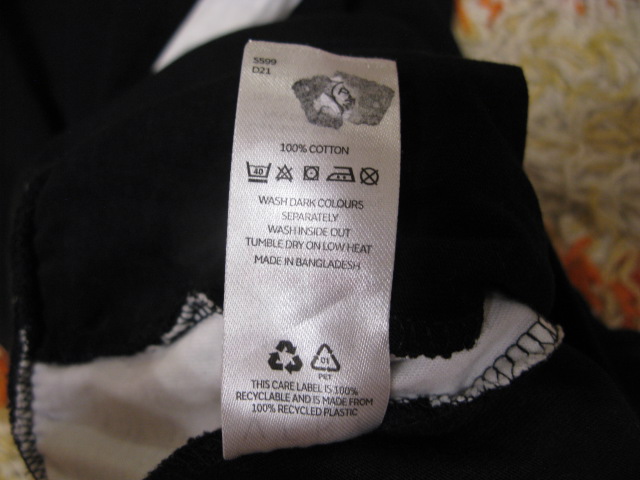 5599
D21
100% COTTON
40
WASH DARK COLOURS
SEPARATELY
WASH INSIDE OUT
TUMBLE DRY ON LOW HEAT
MADE IN BANGLADESH
01
PET
THIS CARE LABEL IS 100%
RECYCLABLE AND IS MADE FROM
100% RECYCLED PLASTIC